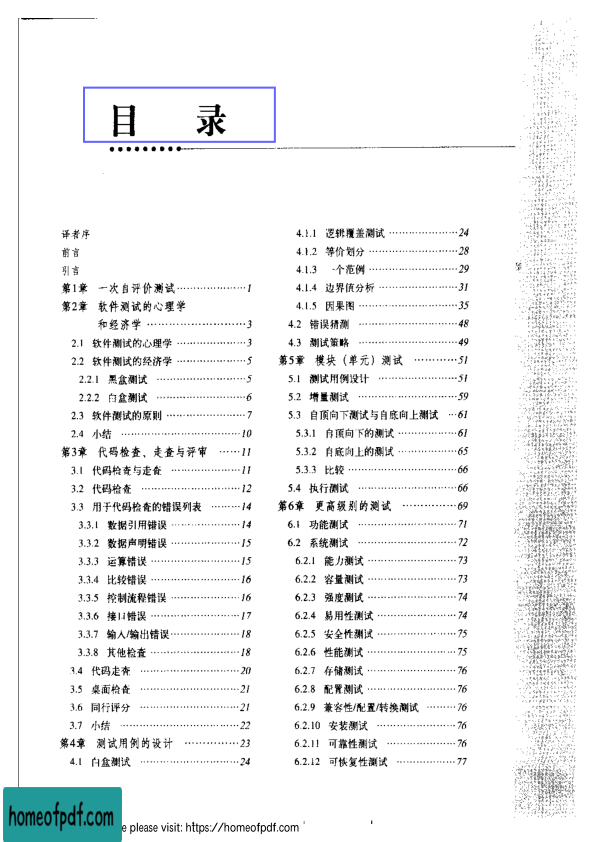 目 录
译者序
前言
引言
第1章 一次自评价测试 …………………1
第2章 软件测试的心理学
和经济学 …………………………3
2.1 软件测试的心理学 …………………3
2.2 软件测试的经济学 …………………5
2.2.1 黑盒测试 ………………………5
2.2.2 白盒测试 ………………………6
2.3 软件测试的原则 ……………………7
2.4 小结 ………………………………10
第3章 代码检查、走查与评审 ……11
3.1 代码检查与走查 …………………11
3.2 代码检查 …………………………12
3.3 用于代码检查的错误列表 ………14
3.3.1 数据引用错误 …………………14
3.3.2 数据声明错误 …………………15
3.3.3 运算错误 ………………………15
3.3.4 比较错误 ………………………16
3.3.5 控制流程错误 …………………16
3.3.6 接口错误 ………………………17
3.3.7 输入/输出错误…………………18
3.3.8 其他检查 ………………………18
3.4 代码走查 …………………………20
3.5 桌面检查 …………………………21
3.6 同行评分 …………………………21
3.7 小结 ………………………………22
第4章 测试用例的设计 ……………23
4.1 白盒测试 …………………………24
4.1.1 逻辑覆盖测试 …………………24
4.1.2 等价划分 ………………………28
4.1.3 一个范例 ………………………29
4.1.4 边界值分析 ……………………31
4.1.5 因果图 …………………………35
4.2 错误猜测 …………………………48
4.3 测试策略 …………………………49
第5章 模块（单元）测试 …………51
5.1 测试用例设计 ……………………51
5.2 增量测试 …………………………59
5.3 自顶向下测试与自底向上测试 …61
5.3.1 自顶向下的测试 ………………61
5.3.2 自底向上的测试 ………………65
5.3.3 比较 ……………………………66
5.4 执行测试 …………………………66
第6章 更高级别的测试 ……………69
6.1 功能测试 …………………………71
6.2 系统测试 …………………………72
6.2.1 能力测试 ………………………73
6.2.2 容量测试 ………………………73
6.2.3 强度测试 ………………………74
6.2.4 易用性测试 ……………………74
6.2.5 安全性测试 ……………………75
6.2.6 性能测试 ………………………75
6.2.7 存储测试 ………………………76
6.2.8 配置测试 ………………………76
6.2.9 兼容性/配置/转换测试 ………76
6.2.10 安装测试 ……………………76
6.2.11 可靠性测试 …………………76
6.2.12 可恢复性测试 ………………77
homeofpdf.com
e please visit: https://homeofpdf.com